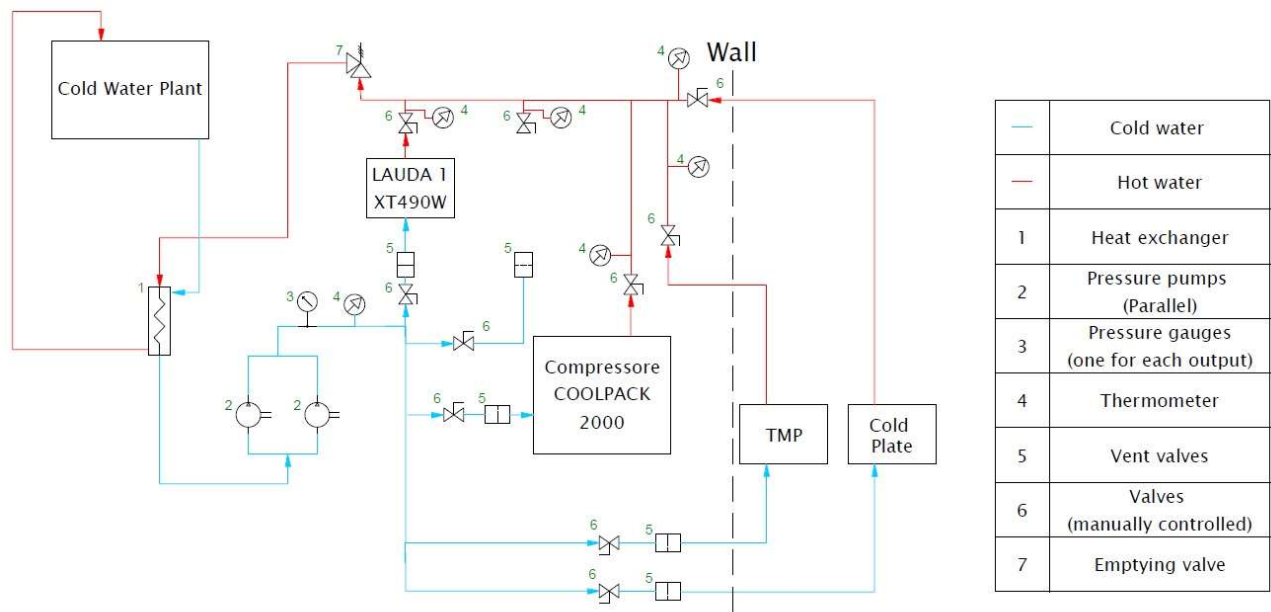 Cold Water Plant
7
4
Wall
6
6
4
6
4
LAUDA 1
XT490W
4
6
5
5
4
6
1
3
4
6
6
Compressore
COOLPACK
2000
2
2
6
5
TMP
Cold
Plate
6
5
6
5
Cold water
Hot water
1
Heat exchanger
2
Pressure pumps
(Parallel)
3
Pressure gauges
(one for each output)
4
Thermometer
5
Vent valves
6
Valves
(manually controlled)
7
Emptying valve